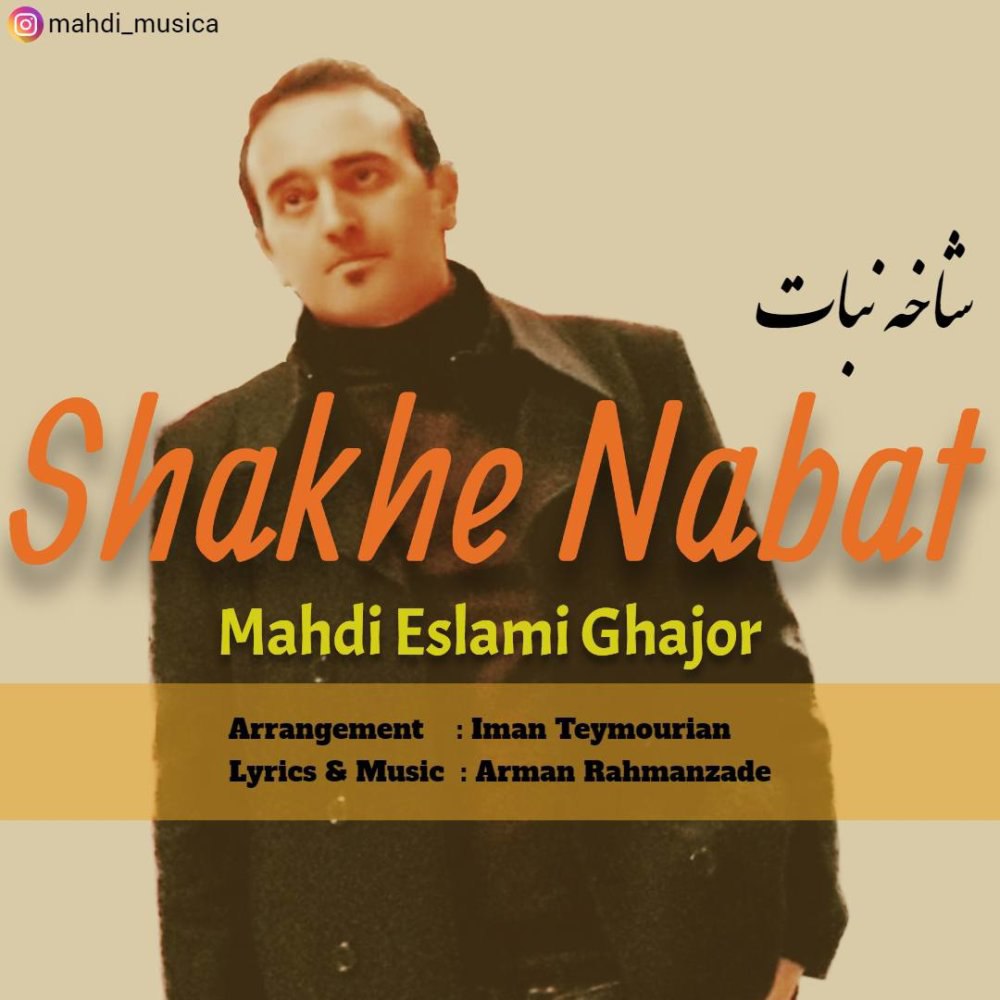 mahdi_musica
شاخه نبات
Shakhe Nabat
Mahdi Eslami Ghajor
Arrangement : Iman Teymourian
Lyrics & Music : Arman Rahmanzade